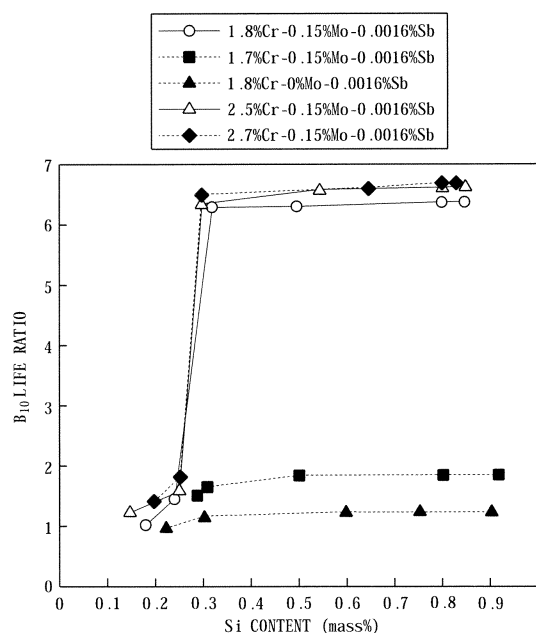 1.8%Cr-0.15%Mo-0.0016%Sb
1.7%Cr-0.15%Mo-0.0016%Sb
1.8%Cr-0%Mo-0.0016%Sb
2.5%Cr-0.15%Mo-0.0016%Sb
2.7%Cr-0.15%Mo-0.0016%Sb
7
6
5
4
3
2
1
0
B10 LIFE RATIO
0 0.1 0.2 0.3 0.4 0.5 0.6 0.7 0.8 0.9
Si CONTENT (mass%)